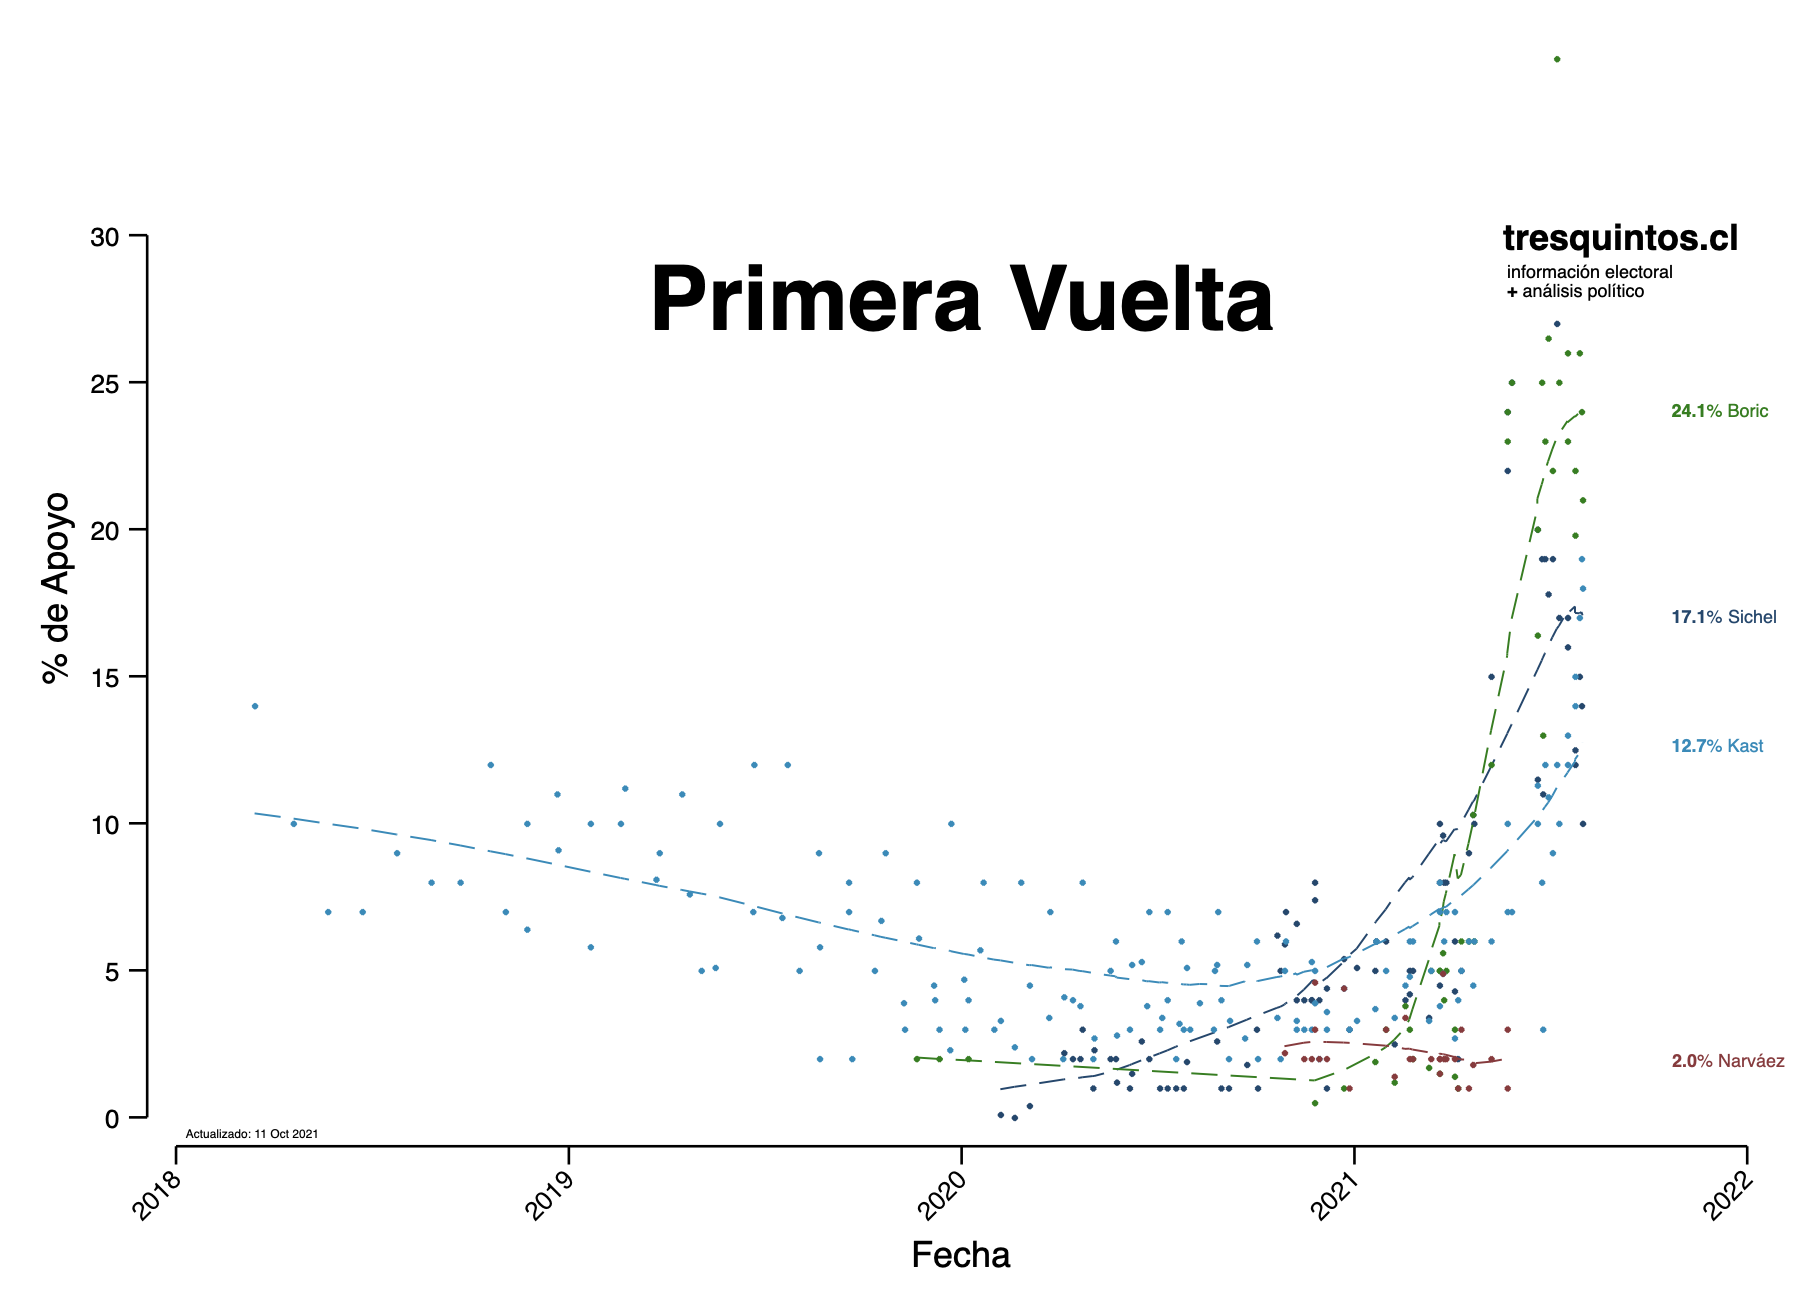 Primera Vuelta
tresquintos.cl
información electoral
+ análisis político
30
25
20
15
10
5
0
% de Apoyo
24.1% Boric
17.1% Sichel
12.7% Kast
2.0% Narváez
Actualizado: 11 Oct 2021
2018
2019
2020
2021
2022
Fecha